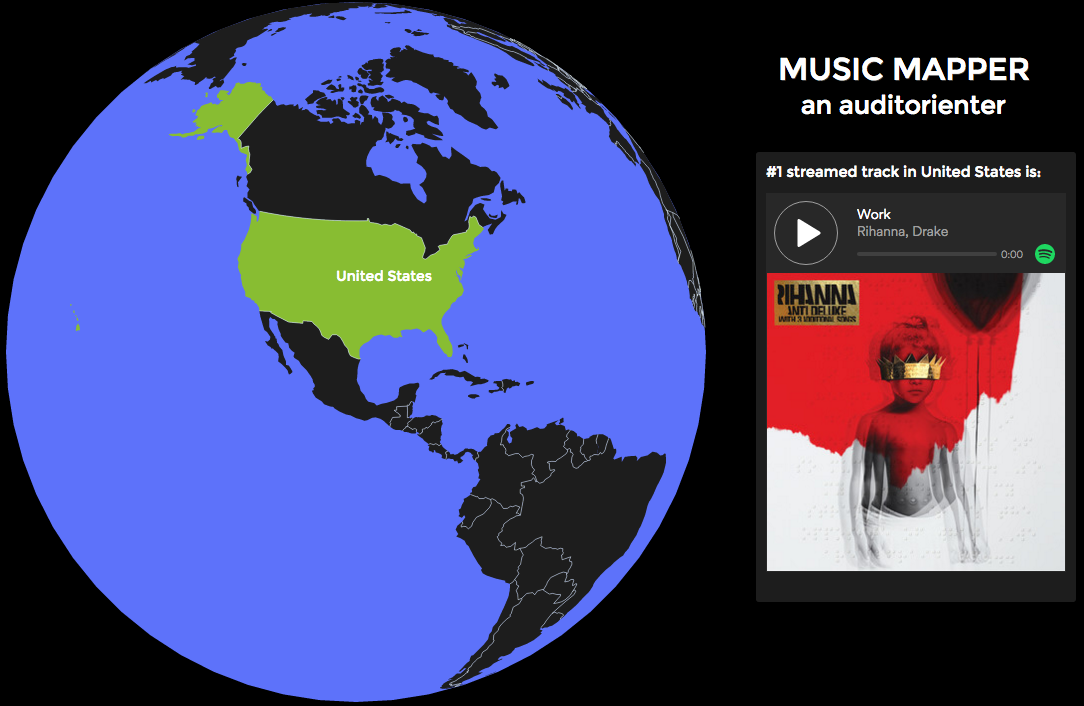 MUSIC MAPPER
an auditorienter
#1 streamed track in United States is:
Work
Rihanna, Drake
0:00
United States
RIHANNA
ANTI DELUXE
WITH 3 ADDITIONAL SONGS